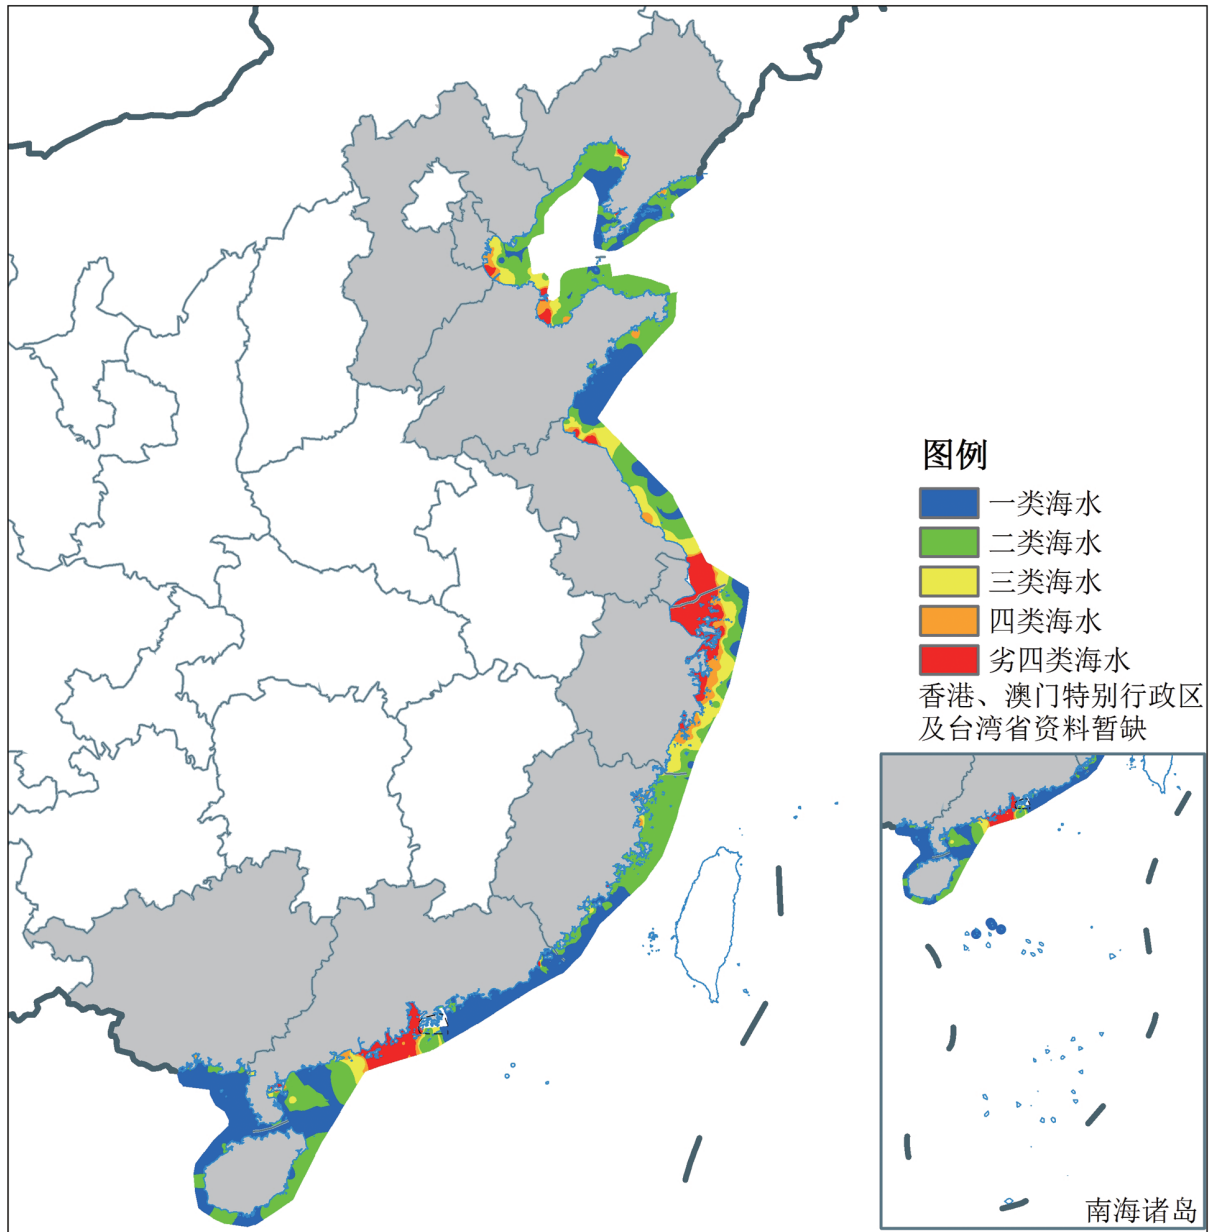 图例
一类海水
二类海水
三类海水
四类海水
劣四类海水
香港、澳门特别行政区
及台湾省资料暂缺
南海诸岛